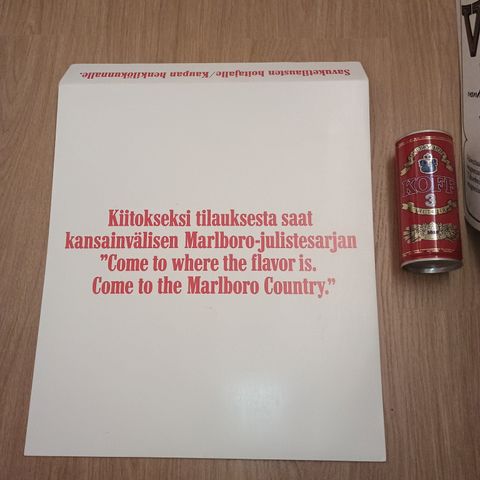 Savuketilausten hoitajalle/Kaupan henkilökunnalle.
Kiitokseksi tilauksesta saat
kansainvälisen Marlboro-julistesarjan
”Come to where the flavor is.
Come to the Marlboro Country.”
KOFF
3